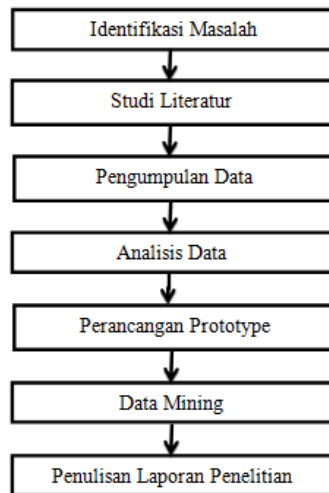 Identifikasi Masalah
Studi Literatur
Pengumpulan Data
Analisis Data
Perancangan Prototype
Data Mining
Penulisan Laporan Penelitian